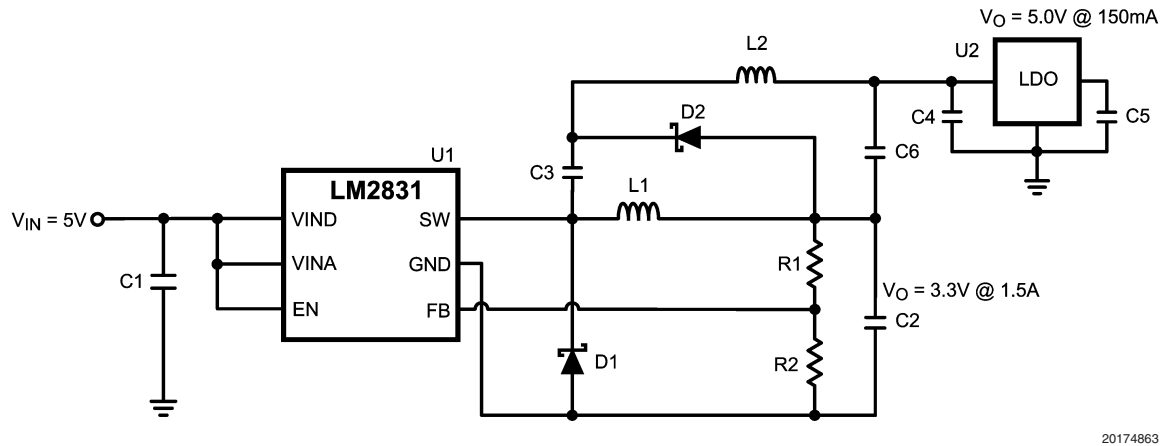 V_O = 5.0V @ 150mA
L2
U2
LDO
D2
C4
C5
U1
C6
C3
LM2831
L1
V_IN = 5V
VIND
SW
VINA
GND
R1
C1
V_O = 3.3V @ 1.5A
EN
FB
C2
D1
R2
20174863